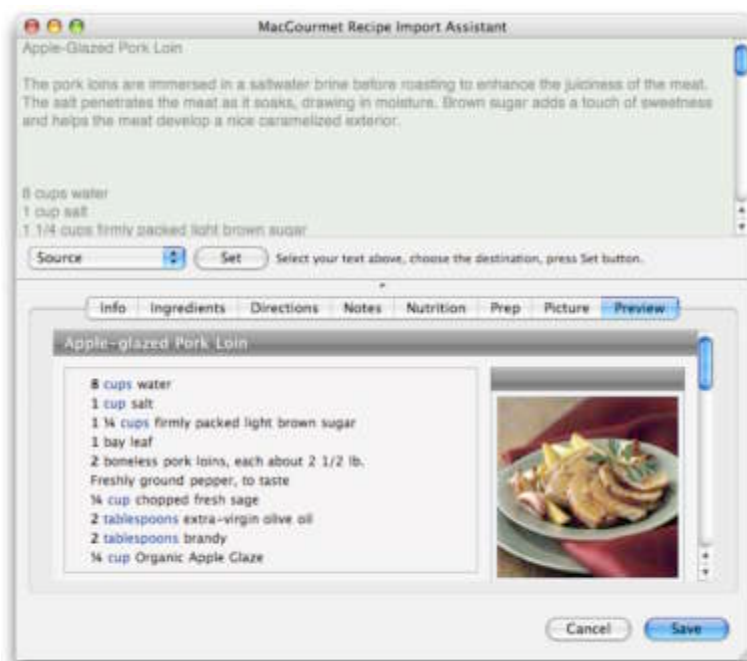 MacGourmet Recipe Import Assistant
Apple-Glazed Pork Loin
The pork loins are immersed in a saltwater brine before roasting to enhance the juiciness of the meat.
The salt penetrates the meat as it soaks, drawing in moisture. Brown sugar adds a touch of sweetness
and helps the meat develop a nice caramelized exterior.
8 cups water
1 cup salt
1 1/4 cups firmly packed light brown sugar
Source Set Select your text above, choose the destination, press Set button.
Info Ingredients Directions Notes Nutrition Prep Picture Preview
Apple-glazed Pork Loin
8 cups water
1 cup salt
1 ¼ cups firmly packed light brown sugar
1 bay leaf
2 boneless pork loins, each about 2 1/2 lb.
Freshly ground pepper, to taste
¼ cup chopped fresh sage
2 tablespoons extra-virgin olive oil
2 tablespoons brandy
¼ cup Organic Apple Glaze
Cancel Save